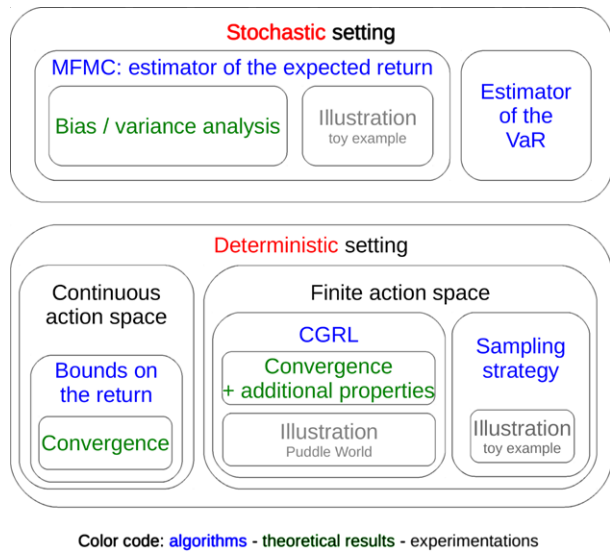 Stochastic setting
MFMC: estimator of the expected return
Bias / variance analysis
Illustration
toy example
Estimator
of the
VaR
Deterministic setting
Continuous
action space
Bounds on
the return
Convergence
Finite action space
CGRL
Convergence
+ additional properties
Illustration
Puddle World
Sampling
strategy
Illustration
toy example
Color code: algorithms - theoretical results - experimentations